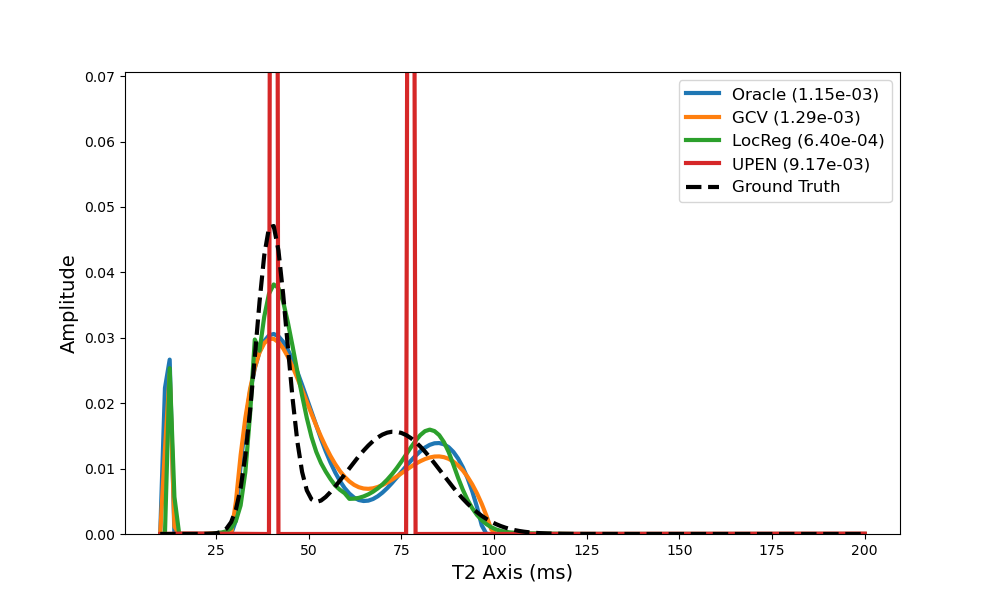 0.07
0.06
0.05
0.04
0.03
0.02
0.01
0.00
Amplitude
25
50
75
100
125
150
175
200
T2 Axis (ms)
Oracle (1.15e-03)
GCV (1.29e-03)
LocReg (6.40e-04)
UPEN (9.17e-03)
Ground Truth